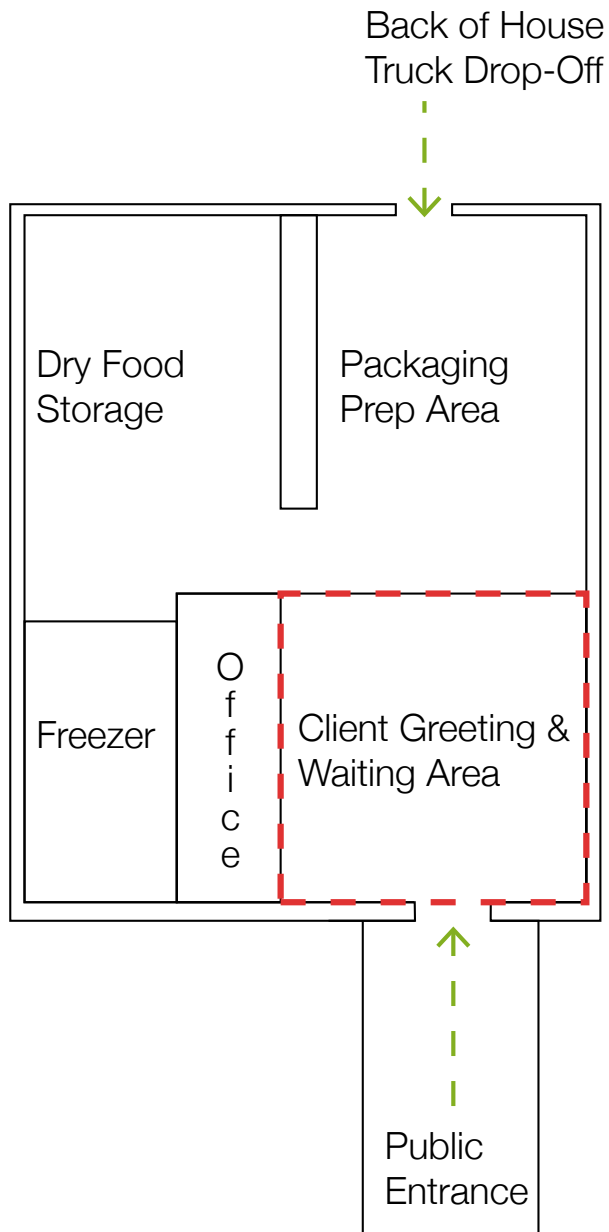 Back of House
Truck Drop-Off
Dry Food
Storage
Packaging
Prep Area
Freezer
Office
Client Greeting &
Waiting Area
Public
Entrance